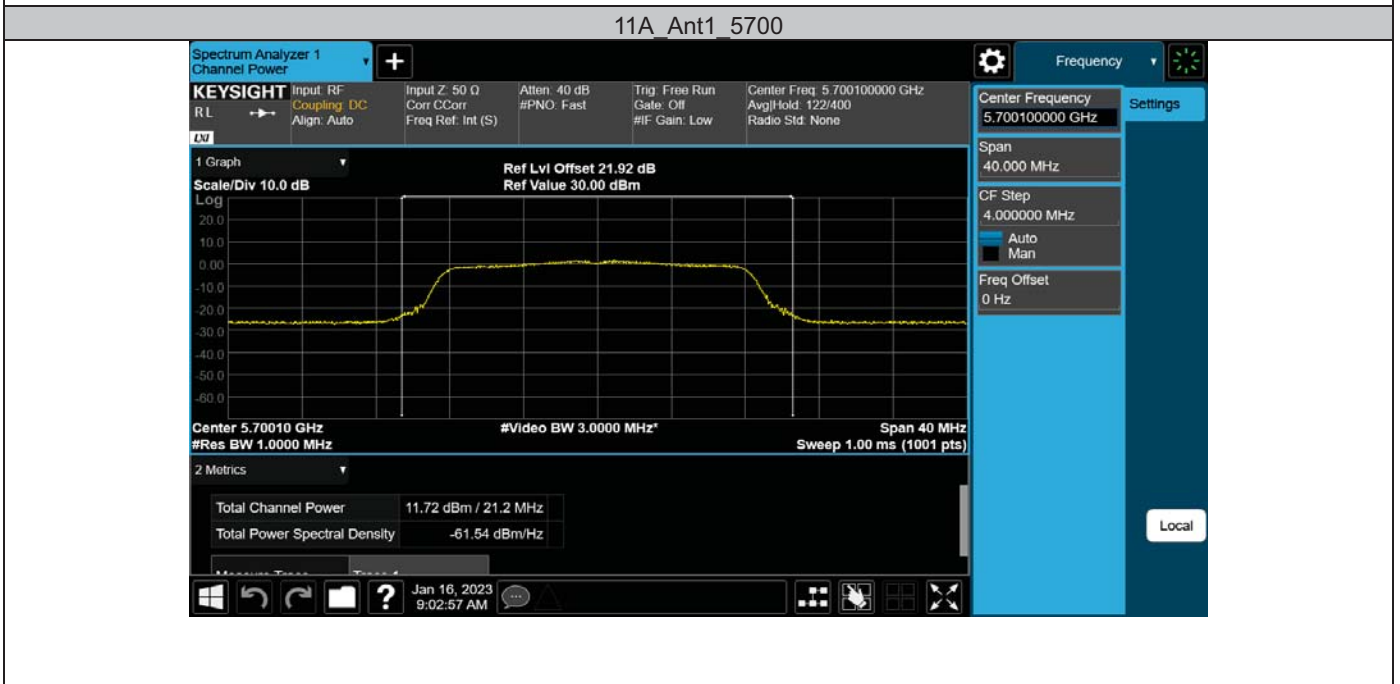 11A_Ant1_5700
Spectrum Analyzer 1
Channel Power
+
Frequency
KEYSIGHT
RL
LXI
Input: RF
Coupling: DC
Align: Auto
Input Z: 50 Ω
Corr CCorr
Freq Ref: Int (S)
Atten: 40 dB
#PNO: Fast
Trig: Free Run
Gate: Off
#IF Gain: Low
Center Freq: 5.700100000 GHz
Avg|Hold: 122/400
Radio Std: None
Center Frequency
5.700100000 GHz
Settings
Span
40.000 MHz
CF Step
4.000000 MHz
Auto
Man
Freq Offset
0 Hz
Local
1 Graph
Scale/Div 10.0 dB
Ref Lvl Offset 21.92 dB
Ref Value 30.00 dBm
Log
20.0
10.0
0.00
-10.0
-20.0
-30.0
-40.0
-50.0
-60.0
Center 5.70010 GHz
#Video BW 3.0000 MHz*
Span 40 MHz
#Res BW 1.0000 MHz
Sweep 1.00 ms (1001 pts)
2 Metrics
Total Channel Power 11.72 dBm / 21.2 MHz
Total Power Spectral Density -61.54 dBm/Hz
?
Jan 16, 2023
9:02:57 AM